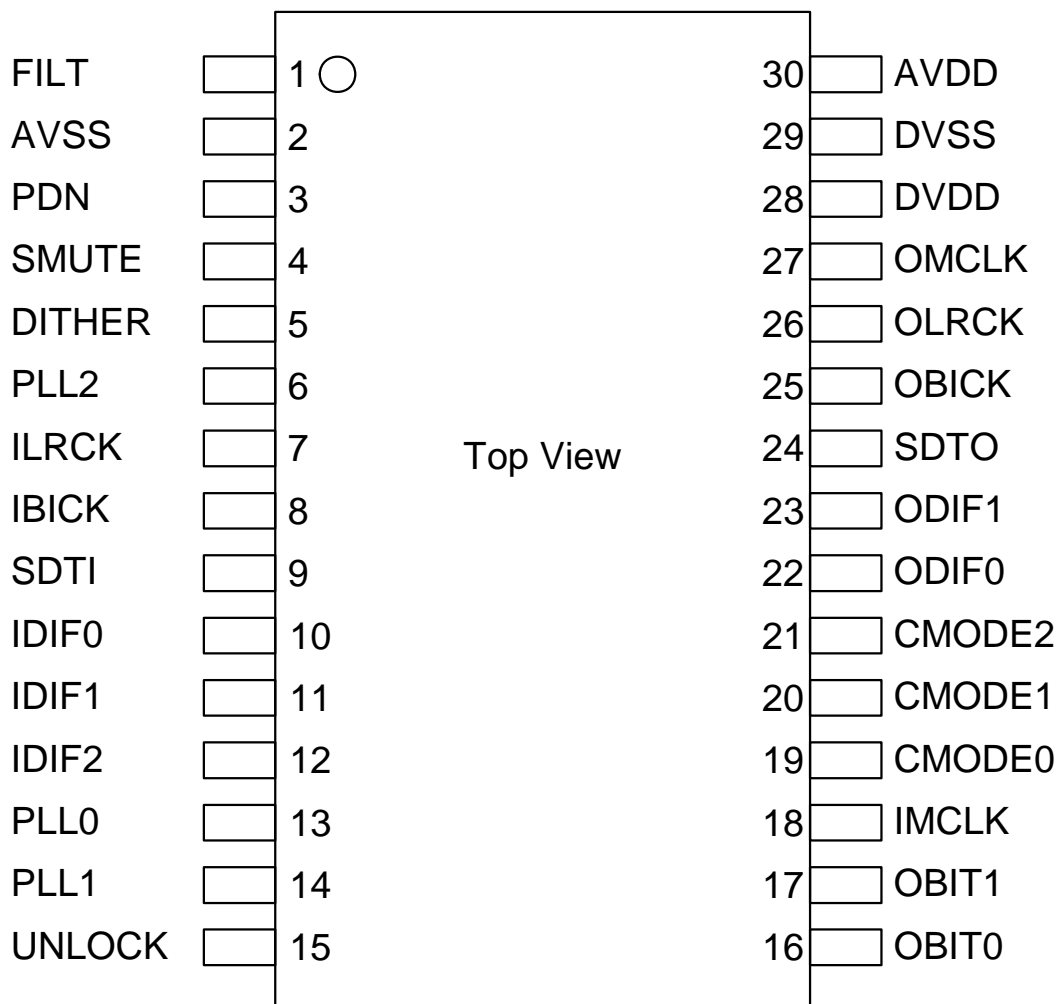 FILT 1 30 AVDD
AVSS 2 29 DVSS
PDN 3 28 DVDD
SMUTE 4 27 OMCLK
DITHER 5 26 OLRCK
PLL2 6 25 OBICK
ILRCK 7 Top View 24 SDTO
IBICK 8 23 ODIF1
SDTI 9 22 ODIF0
IDIF0 10 21 CMODE2
IDIF1 11 20 CMODE1
IDIF2 12 19 CMODE0
PLL0 13 18 IMCLK
PLL1 14 17 OBIT1
UNLOCK 15 16 OBIT0